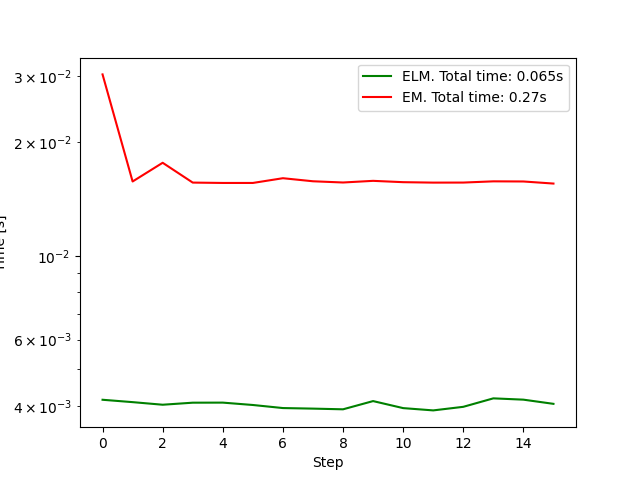 ELM. Total time: 0.065s
EM. Total time: 0.27s
3 × 10⁻²
2 × 10⁻²
10⁻²
6 × 10⁻³
4 × 10⁻³
0 2 4 6 8 10 12 14
Step